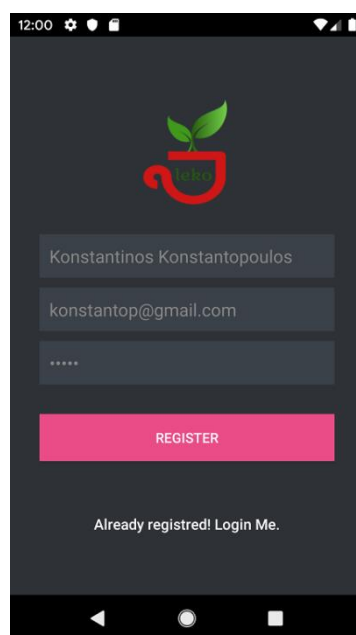 12:00
leko
Konstantinos Konstantopoulos
konstantop@gmail.com
•••••
REGISTER
Already registred! Login Me.